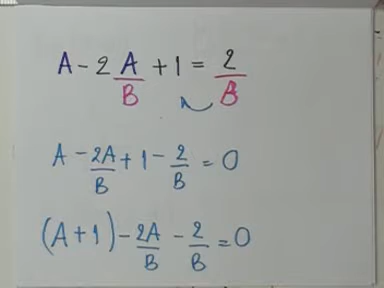 A - 2 A/B + 1 = 2/B
A - 2A/B + 1 - 2/B = 0
(A + 1) - 2A/B - 2/B = 0